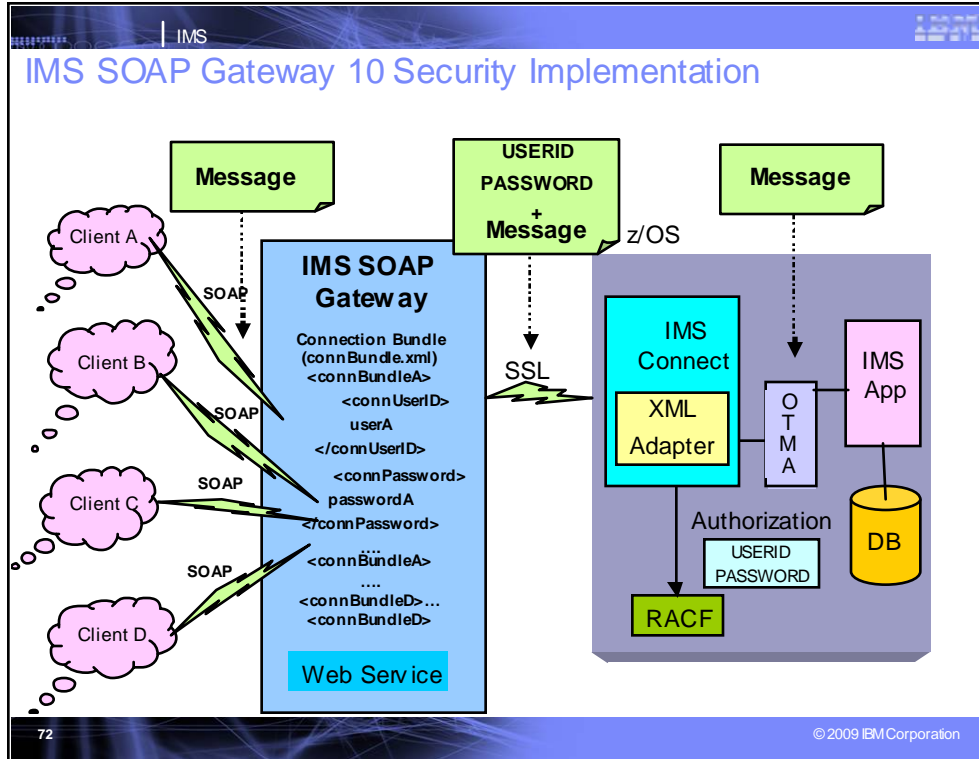 IMS
IBM
IMS SOAP Gateway 10 Security Implementation
Message
USERID
PASSWORD
+
Message
Message
z/OS
Client A
SOAP
Client B
SOAP
Client C
SOAP
Client D
SOAP
IMS SOAP
Gateway
Connection Bundle
(connBundle.xml)
<connBundleA>
<connUserID>
userA
</connUserID>
<connPassword>
passwordA
</connPassword>
....
<connBundleA>
....
<connBundleD>...
<connBundleD>
Web Service
SSL
IMS
Connect
XML
Adapter
O
T
M
A
IMS
App
DB
Authorization
USERID
PASSWORD
RACF
72
© 2009 IBM Corporation